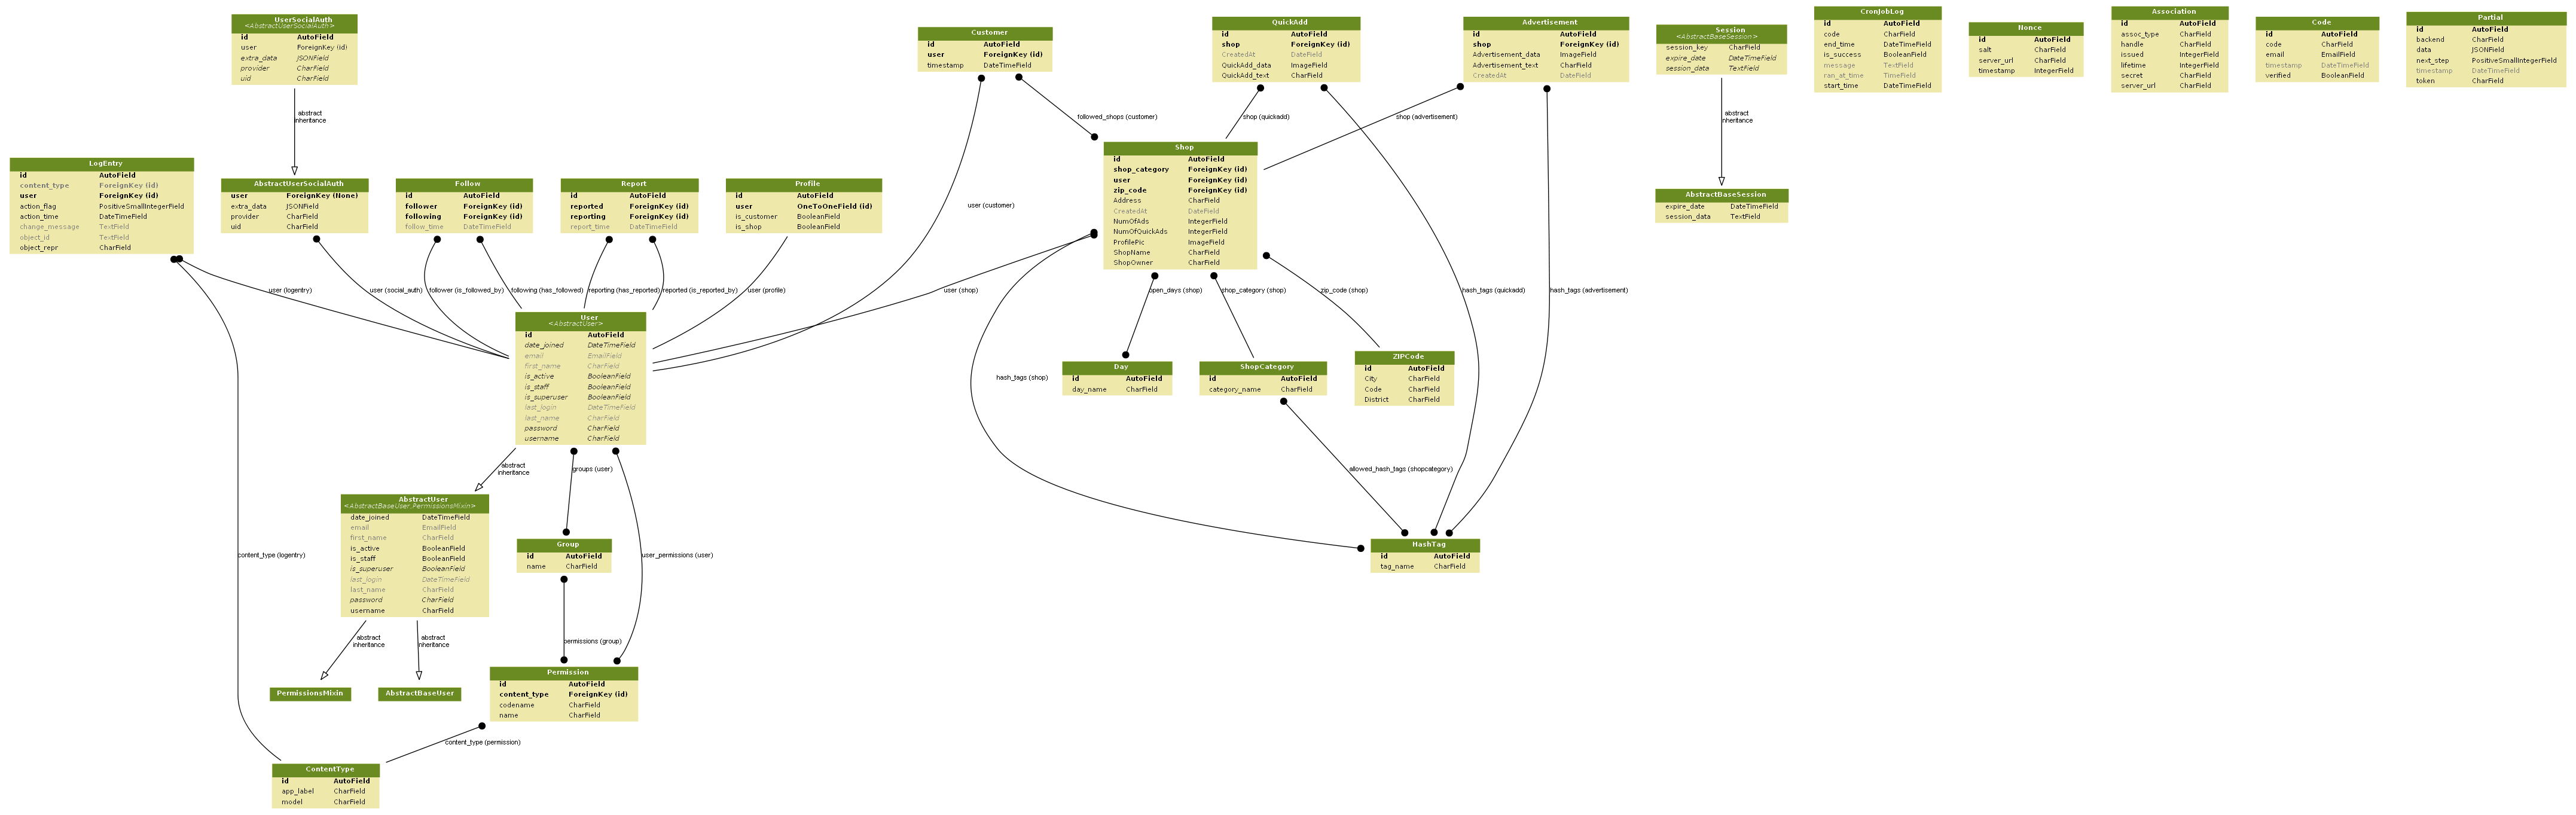 UserSocialAuth
<AbstractUserSocialAuth>
id AutoField
user ForeignKey (id)
extra_data JSONField
provider CharField
uid CharField
abstract
inheritance
Customer
id AutoField
user ForeignKey (id)
timestamp DateTimeField
QuickAdd
id AutoField
shop ForeignKey (id)
CreatedAt DateField
QuickAdd_data ImageField
QuickAdd_text CharField
Advertisement
id AutoField
shop ForeignKey (id)
Advertisement_data ImageField
Advertisement_text CharField
CreatedAt DateField
Session
<AbstractBaseSession>
session_key CharField
expire_date DateTimeField
session_data TextField
abstract
inheritance
CronJobLog
id AutoField
code CharField
end_time DateTimeField
is_success BooleanField
message TextField
ran_at_time TimeField
start_time DateTimeField
Nonce
id AutoField
salt CharField
server_url CharField
timestamp IntegerField
Association
id AutoField
assoc_type CharField
handle CharField
issued IntegerField
lifetime IntegerField
secret CharField
server_url CharField
Code
id AutoField
code CharField
email EmailField
timestamp DateTimeField
verified BooleanField
Partial
id AutoField
backend CharField
data JSONField
next_step PositiveSmallIntegerField
timestamp DateTimeField
token CharField
followed_shops (customer)
shop (quickadd)
shop (advertisement)
LogEntry
id AutoField
content_type ForeignKey (id)
user ForeignKey (id)
action_flag PositiveSmallIntegerField
action_time DateTimeField
change_message TextField
object_id TextField
object_repr CharField
AbstractUserSocialAuth
user ForeignKey (None)
extra_data JSONField
provider CharField
uid CharField
Follow
id AutoField
follower ForeignKey (id)
following ForeignKey (id)
follow_time DateTimeField
Report
id AutoField
reported ForeignKey (id)
reporting ForeignKey (id)
report_time DateTimeField
Profile
id AutoField
user OneToOneField (id)
is_customer BooleanField
is_shop BooleanField
user (customer)
Shop
id AutoField
shop_category ForeignKey (id)
user ForeignKey (id)
zip_code ForeignKey (id)
Address CharField
CreatedAt DateField
NumOfAds IntegerField
NumOfQuickAds IntegerField
ProfilePic ImageField
ShopName CharField
ShopOwner CharField
AbstractBaseSession
expire_date DateTimeField
session_data TextField
user (logentry)
user (social_auth)
follower (is_followed_by)
following (has_followed)
reporting (has_reported)
reported (is_reported_by)
user (profile)
user (shop)
open_days (shop)
shop_category (shop)
zip_code (shop)
hash_tags (quickadd)
hash_tags (advertisement)
User
<AbstractUser>
id AutoField
date_joined DateTimeField
email EmailField
first_name CharField
is_active BooleanField
is_staff BooleanField
is_superuser BooleanField
last_login DateTimeField
last_name CharField
password CharField
username CharField
hash_tags (shop)
Day
id AutoField
day_name CharField
ShopCategory
id AutoField
category_name CharField
ZIPCode
id AutoField
City CharField
Code CharField
District CharField
abstract
inheritance
groups (user)
allowed_hash_tags (shopcategory)
AbstractUser
<AbstractBaseUser,PermissionsMixin>
date_joined DateTimeField
email EmailField
first_name CharField
is_active BooleanField
is_staff BooleanField
is_superuser BooleanField
last_login DateTimeField
last_name CharField
password CharField
username CharField
content_type (logentry)
Group
id AutoField
name CharField
user_permissions (user)
HashTag
id AutoField
tag_name CharField
abstract
inheritance
abstract
inheritance
permissions (group)
PermissionsMixin
AbstractBaseUser
Permission
id AutoField
content_type ForeignKey (id)
codename CharField
name CharField
content_type (permission)
ContentType
id AutoField
app_label CharField
model CharField